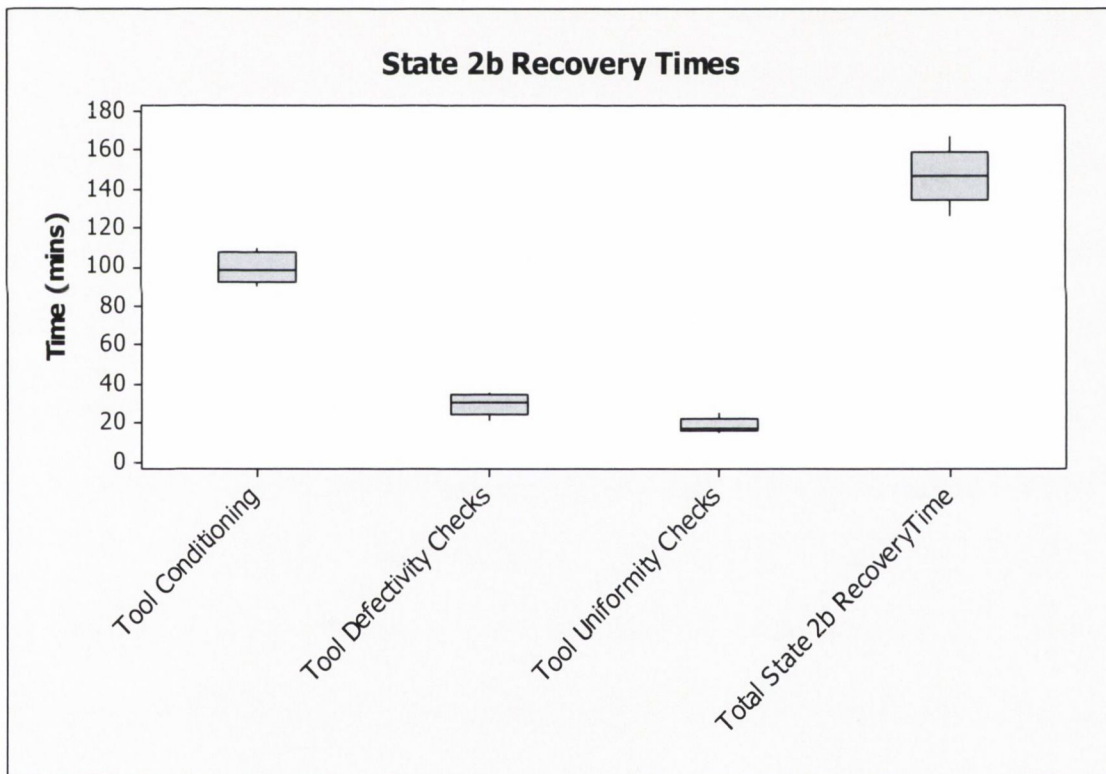 State 2b Recovery Times
Time (mins)
180
160
140
120
100
80
60
40
20
0
Tool Conditioning
Tool Defectivity Checks
Tool Uniformity Checks
Total State 2b RecoveryTime